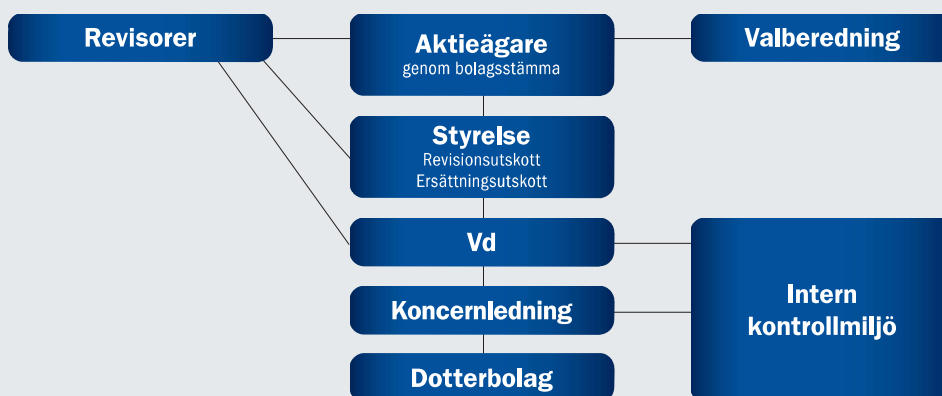 Revisorer
Aktieägare
genom bolagsstämma
Valberedning
Styrelse
Revisionsutskott
Ersättningsutskott
Vd
Koncernledning
Intern
kontrollmiljö
Dotterbolag